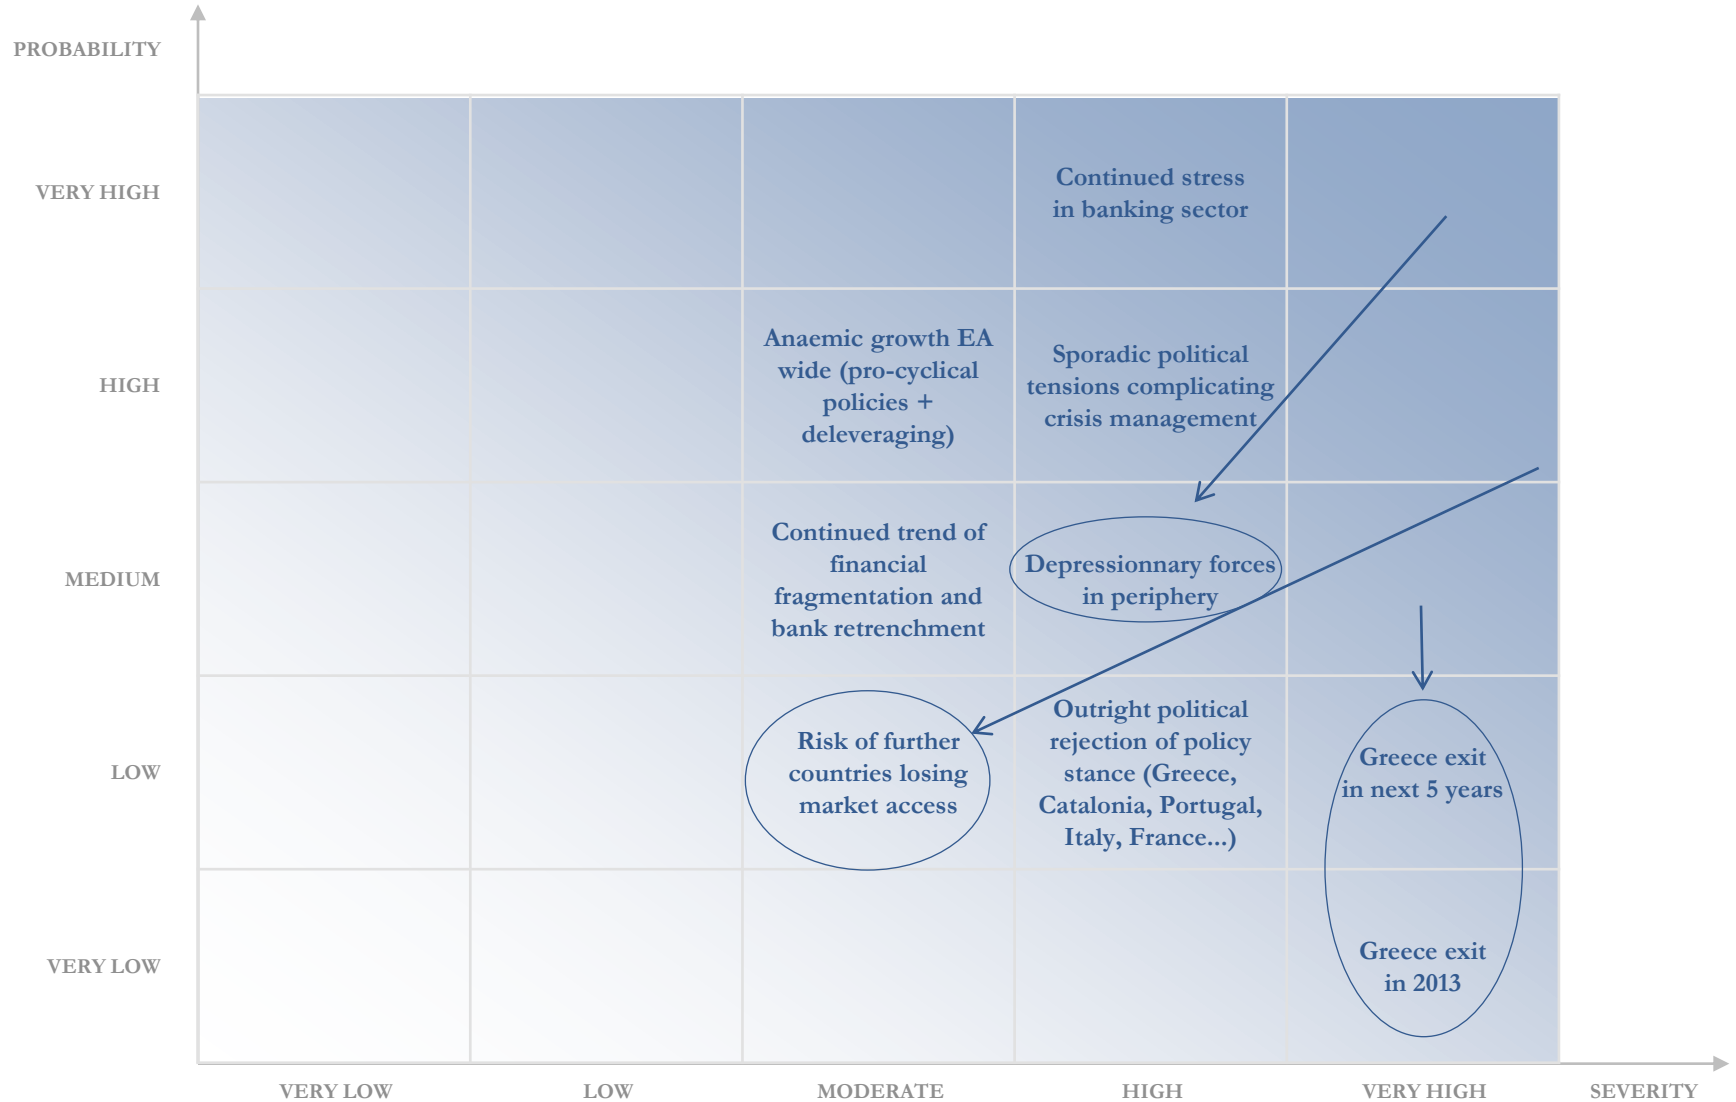 PROBABILITY
VERY HIGH
Continued stress
in banking sector
HIGH
Anaemic growth EA
wide (pro-cyclical
policies +
deleveraging)
Sporadic political
tensions complicating
crisis management
MEDIUM
Continued trend of
financial
fragmentation and
bank retrenchment
Depressionnary forces
in periphery
LOW
Risk of further
countries losing
market access
Outright political
rejection of policy
stance (Greece,
Catalonia, Portugal,
Italy, France...)
Greece exit
in next 5 years
VERY LOW
Greece exit
in 2013
VERY LOW
LOW
MODERATE
HIGH
VERY HIGH
SEVERITY